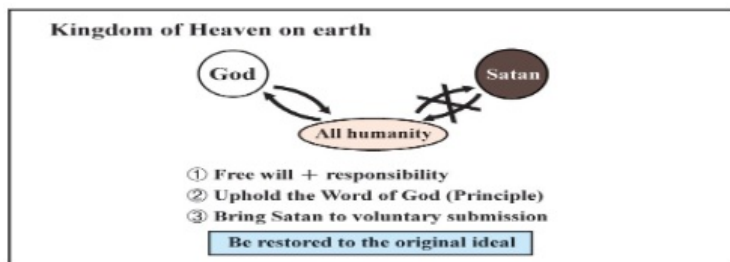 Kingdom of Heaven on earth
God
Satan
All humanity
① Free will + responsibility
② Uphold the Word of God (Principle)
③ Bring Satan to voluntary submission
Be restored to the original ideal